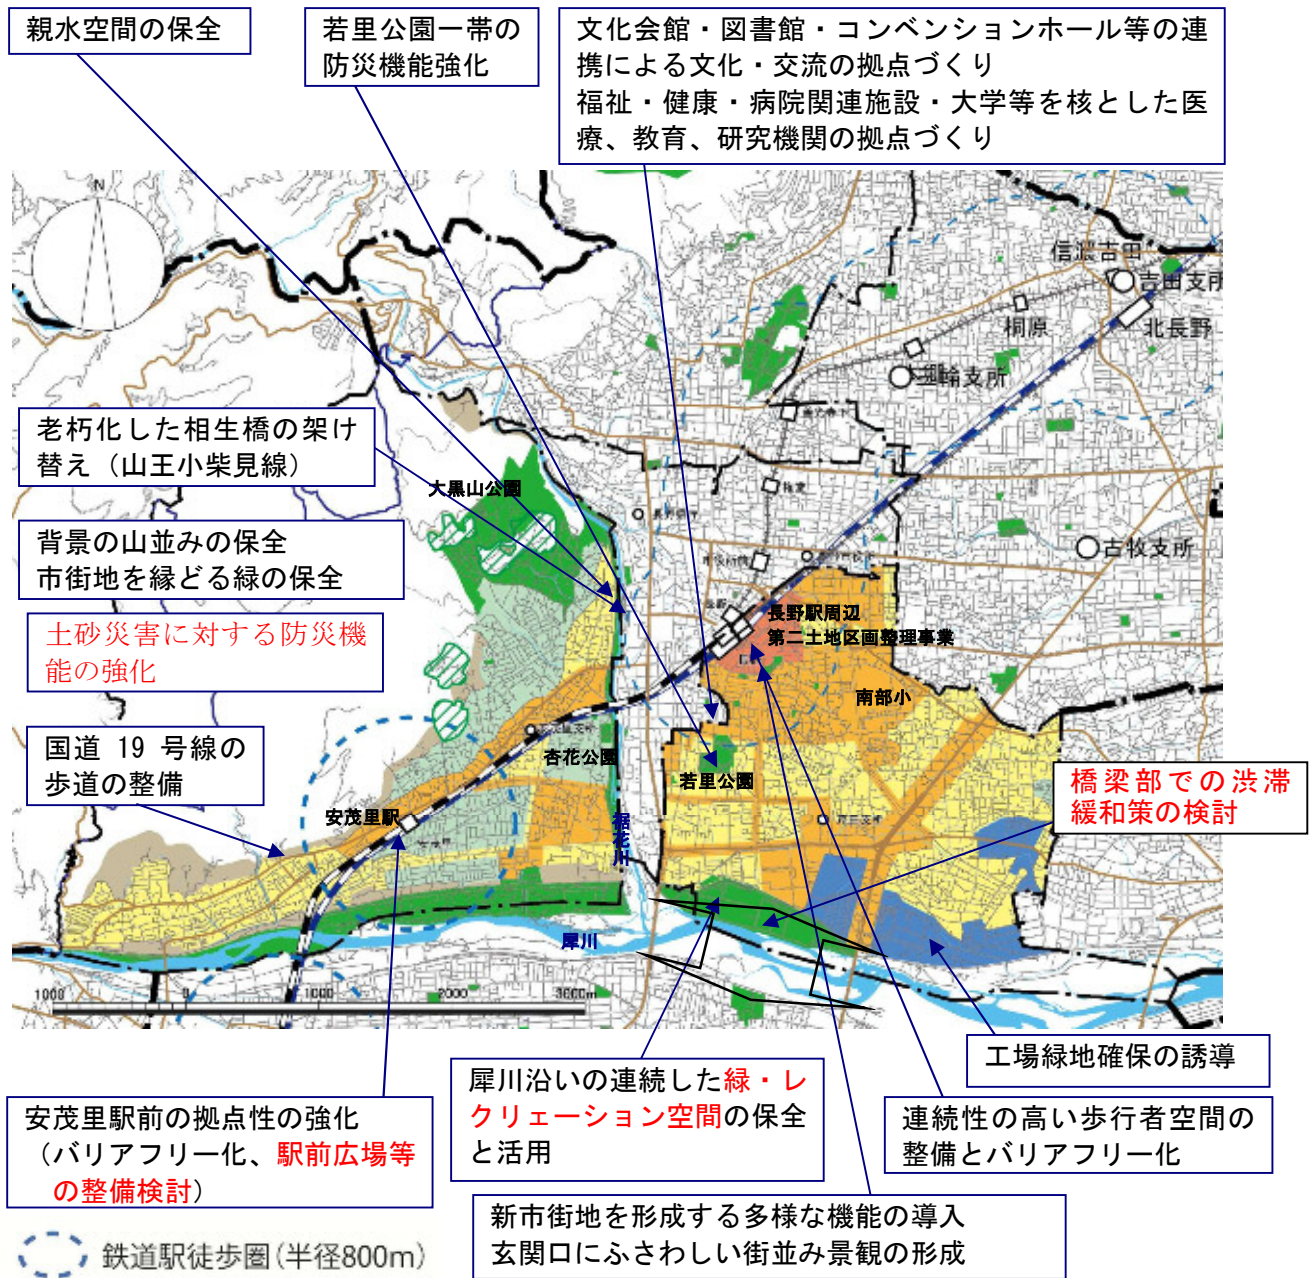 親水空間の保全
若里公園一帯の
防災機能強化
文化会館・図書館・コンベンションホール等の連
携による文化・交流の拠点づくり
福祉・健康・病院関連施設・大学等を核とした医
療、教育、研究機関の拠点づくり
N
信濃吉田
吉田支所
桐原
北長野
三輪支所
老朽化した相生橋の架け
替え（山王小柴見線）
大黒山公園
背景の山並みの保全
市街地を縁どる緑の保全
古牧支所
土砂災害に対する防災機
能の強化
長野駅周辺
第二土地区画整理事業
南部小
国道 19 号線の
歩道の整備
杏花公園
若里公園
橋梁部での渋滞
緩和策の検討
安茂里駅
裾花川
犀川
1000 0 1000 2000 3000m
工場緑地確保の誘導
犀川沿いの連続した緑・レ
クリェーション空間の保全
と活用
安茂里駅前の拠点性の強化
（バリアフリー化、駅前広場等
の整備検討）
連続性の高い歩行者空間の
整備とバリアフリー化
新市街地を形成する多様な機能の導入
玄関口にふさわしい街並み景観の形成
鉄道駅徒歩圏(半径800m)